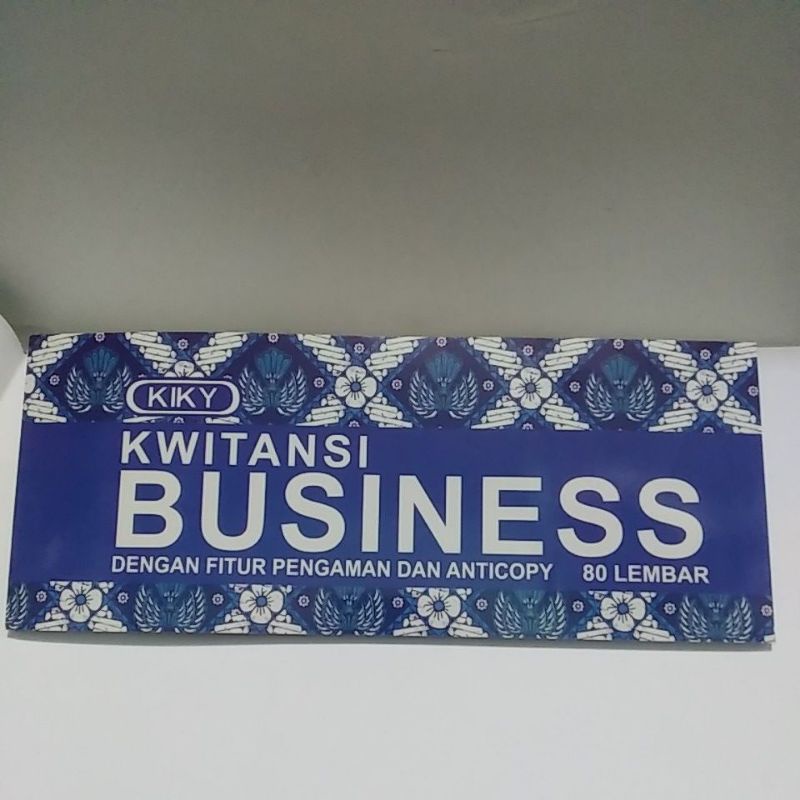 KIKY
KWITANSI
BUSINESS
DENGAN FITUR PENGAMAN DAN ANTICOPY 80 LEMBAR